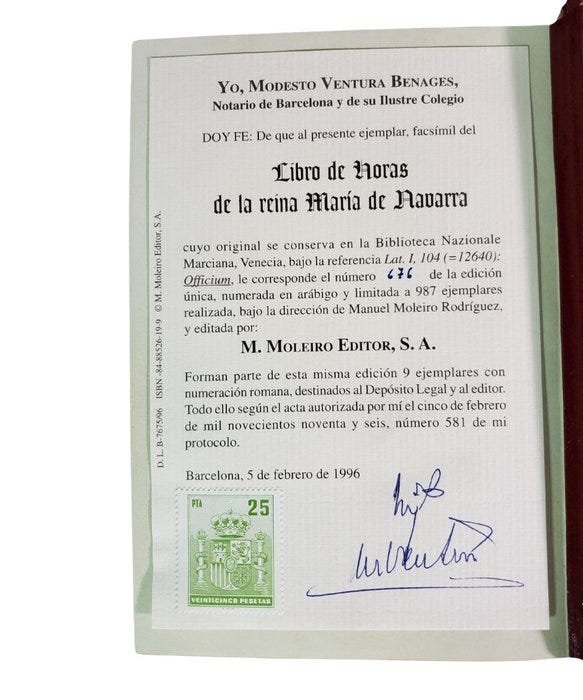 YO, MODESTO VENTURA BENAGES,
Notario de Barcelona y de su Ilustre Colegio
DOY FE: De que al presente ejemplar, facsímil del
Libro de Horas
de la reina María de Navarra
cuyo original se conserva en la Biblioteca Nazionale
Marciana, Venecia, bajo la referencia Lat. I, 104 (=12640):
Officium, le corresponde el número 676 de la edición
única, numerada en arábigo y limitada a 987 ejemplares
realizada, bajo la dirección de Manuel Moleiro Rodríguez,
y editada por:
M. MOLEIRO EDITOR, S. A.
Forman parte de esta misma edición 9 ejemplares con
numeración romana, destinados al Depósito Legal y al editor.
Todo ello según el acta autorizada por mí el cinco de febrero
de mil novecientos noventa y seis, número 581 de mi
protocolo.
Barcelona, 5 de febrero de 1996
PTA 25
VEINTICINCO PESETAS
D. L. B-7675/96 ISBN -84-88526-19-9 © M. Moleiro Editor, S.A.